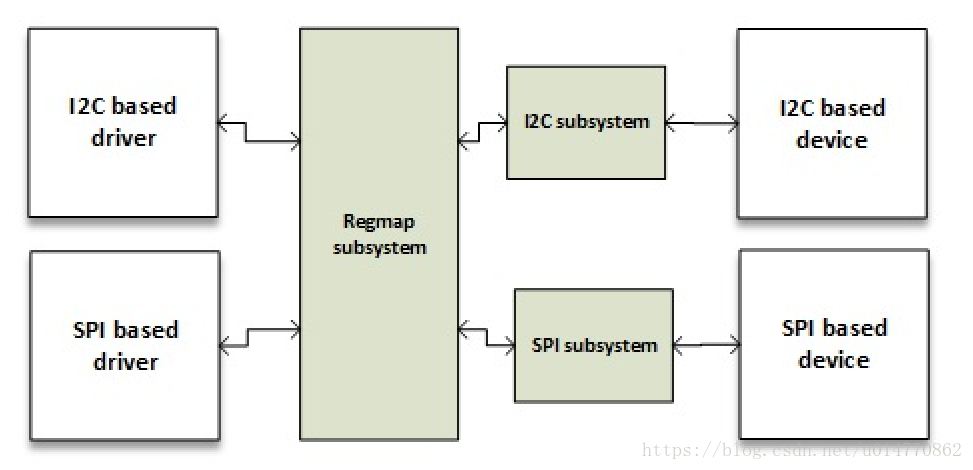 I2C based
driver
Regmap
subsystem
I2C subsystem
I2C based
device
SPI based
driver
SPI subsystem
SPI based
device
https://blog.csdn.net/u014770862